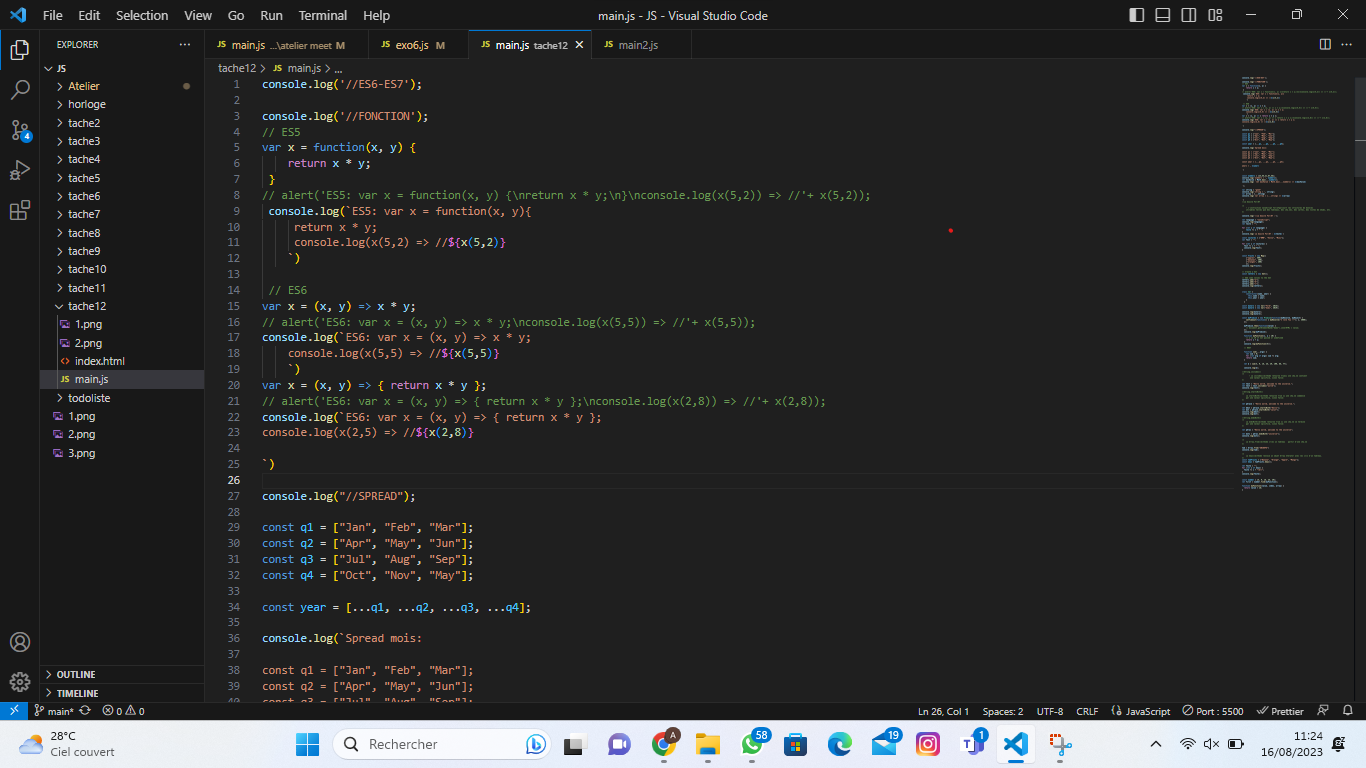 File Edit Selection View Go Run Terminal Help
main.js - JS - Visual Studio Code
EXPLORER ···
JS
Atelier
horloge
tache2
tache3
tache4
tache5
tache6
tache7
tache8
tache9
tache10
tache11
tache12
1.png
2.png
index.html
JS main.js
todoliste
1.png
2.png
3.png
OUTLINE
TIMELINE
JS main.js ...\atelier meet M
JS exo6.js M
JS main.js tache12
JS main2.js
tache12 > JS main.js > ...
1 console.log('//ES6-ES7');
2
3 console.log('//FONCTION');
4 // ES5
5 var x = function(x, y) {
6 return x * y;
7 }
8 // alert('ES5: var x = function(x, y) {\nreturn x * y;\n}\nconsole.log(x(5,2)) => //'+ x(5,2));
9 console.log(`ES5: var x = function(x, y){
10 return x * y;
11 console.log(x(5,2) => //${x(5,2)}
12 `)
13
14 // ES6
15 var x = (x, y) => x * y;
16 // alert('ES6: var x = (x, y) => x * y;\nconsole.log(x(5,5)) => //'+ x(5,5));
17 console.log(`ES6: var x = (x, y) => x * y;
18 console.log(x(5,5) => //${x(5,5)}
19 `)
20 var x = (x, y) => { return x * y };
21 // alert('ES6: var x = (x, y) => { return x * y };\nconsole.log(x(2,8)) => //'+ x(2,8));
22 console.log(`ES6: var x = (x, y) => { return x * y };
23 console.log(x(2,5) => //${x(2,8)}
24
25 `)
26
27 console.log("//SPREAD");
28
29 const q1 = ["Jan", "Feb", "Mar"];
30 const q2 = ["Apr", "May", "Jun"];
31 const q3 = ["Jul", "Aug", "Sep"];
32 const q4 = ["Oct", "Nov", "May"];
33
34 const year = [...q1, ...q2, ...q3, ...q4];
35
36 console.log(`Spread mois:
37
38 const q1 = ["Jan", "Feb", "Mar"];
39 const q2 = ["Apr", "May", "Jun"];
40 const q3 = ["Jul", "Aug", "Sep"];
4
main* 0 0
Ln 26, Col 1 Spaces: 2 UTF-8 CRLF JavaScript Port : 5500 Prettier
28°C
Ciel couvert
Rechercher
A
58
19
1
11:24
16/08/2023